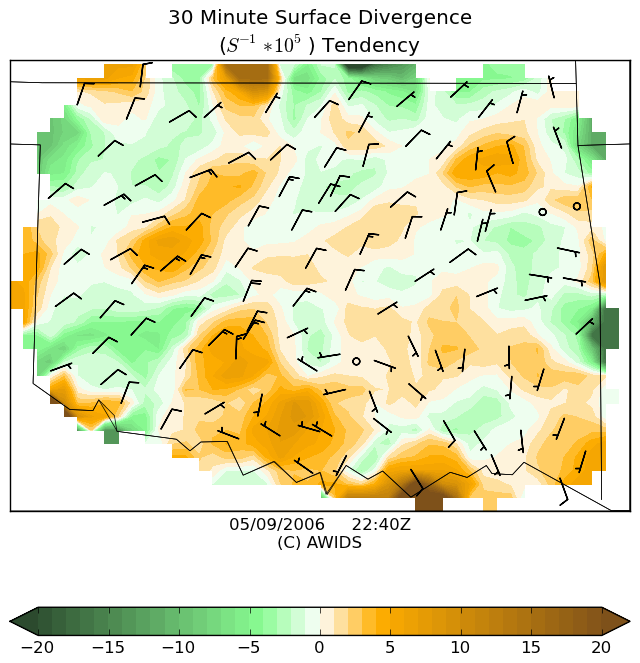 30 Minute Surface Divergence
(S⁻¹ ∗ 10⁵ ) Tendency
05/09/2006 22:40Z
(C) AWIDS
−20 −15 −10 −5 0 5 10 15 20